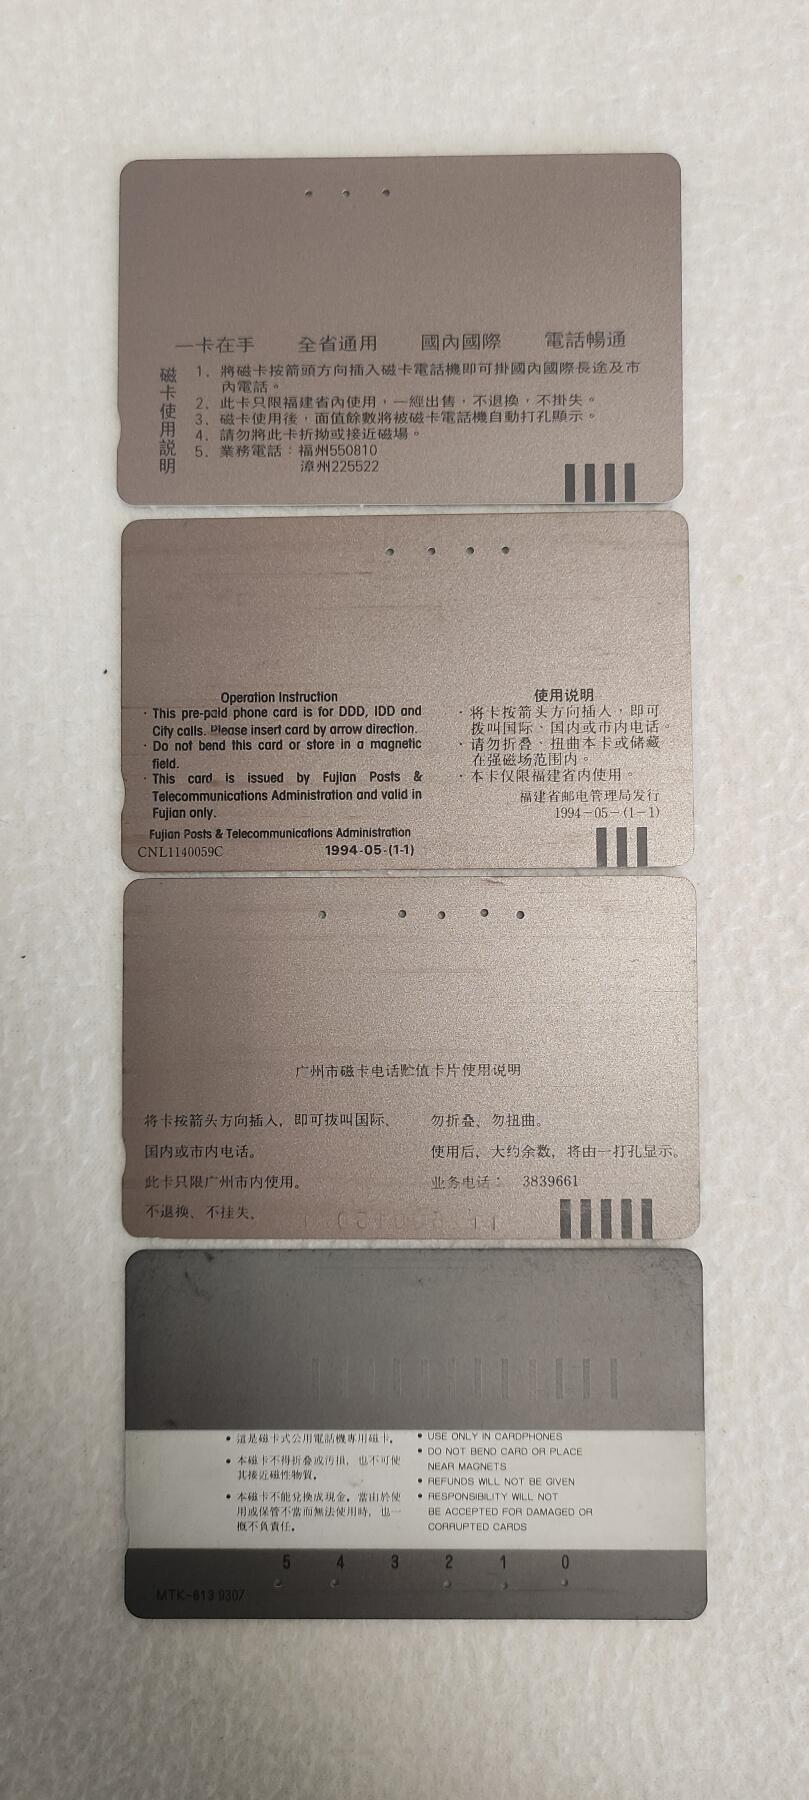 一卡在手 全省通用 國內國際 電話暢通
磁卡使用説明
1. 將磁卡按箭頭方向插入磁卡電話機即可掛國內國際長途及市
內電話。
2. 此卡只限福建省內使用，一經出售，不退換，不掛失。
3. 磁卡使用後，面值餘數將被磁卡電話機自動打孔顯示。
4. 請勿將此卡折拗或接近磁場。
5. 業務電話：福州550810
漳州225522
Operation Instruction
· This pre-paid phone card is for DDD, IDD and
City calls. Please insert card by arrow direction.
· Do not bend this card or store in a magnetic
field.
· This card is issued by Fujian Posts &
Telecommunications Administration and valid in
Fujian only.
Fujian Posts & Telecommunications Administration
CNL1140059C 1994-05-(1-1)
使用说明
· 将卡按箭头方向插入，即可
拨叫国际、国内或市内电话。
· 请勿折叠、扭曲本卡或储藏
在强磁场范围内。
· 本卡仅限福建省内使用。
福建省邮电管理局发行
1994-05-(1-1)
广州市磁卡电话贮值卡片使用说明
将卡按箭头方向插入，即可拨叫国际、
国内或市内电话。
此卡只限广州市内使用。
不退换、不挂失、
勿折叠、勿扭曲。
使用后，大约余数，将由一打孔显示。
业务电话： 3839661
• 這是磁卡式公用電話機專用磁卡。
• 本磁卡不得折叠或污損，也不可使
其接近磁性物質。
• 本磁卡不能兌換成現金。當由於使
用或保管不當而無法使用時，也一
概不負責任。
• USE ONLY IN CARDPHONES
• DO NOT BEND CARD OR PLACE
NEAR MAGNETS
• REFUNDS WILL NOT BE GIVEN
• RESPONSIBILITY WILL NOT
BE ACCEPTED FOR DAMAGED OR
CORRUPTED CARDS
5 4 3 2 1 0
MTK-613 9307